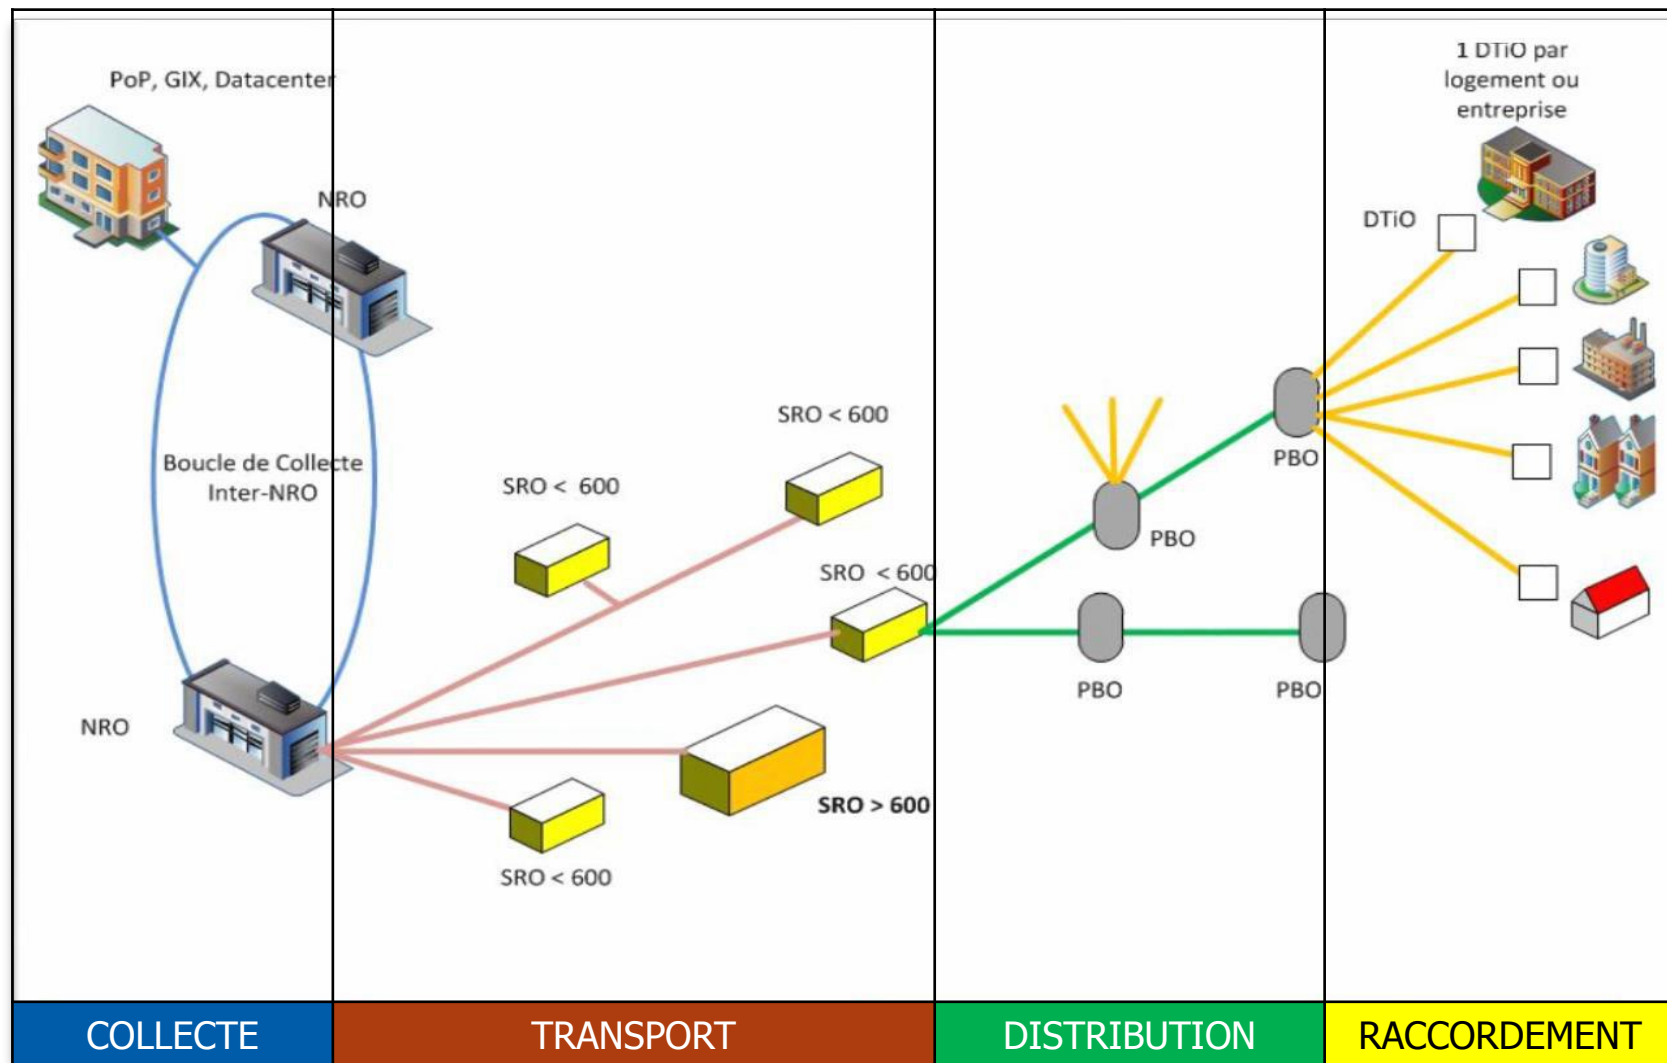 PoP, GIX, Datacenter
NRO
Boucle de Collecte
Inter-NRO
NRO
SRO < 600
SRO < 600
SRO < 600
SRO > 600
SRO < 600
PBO
PBO
PBO
PBO
1 DTiO par
logement ou
entreprise
DTiO
COLLECTE
TRANSPORT
DISTRIBUTION
RACCORDEMENT